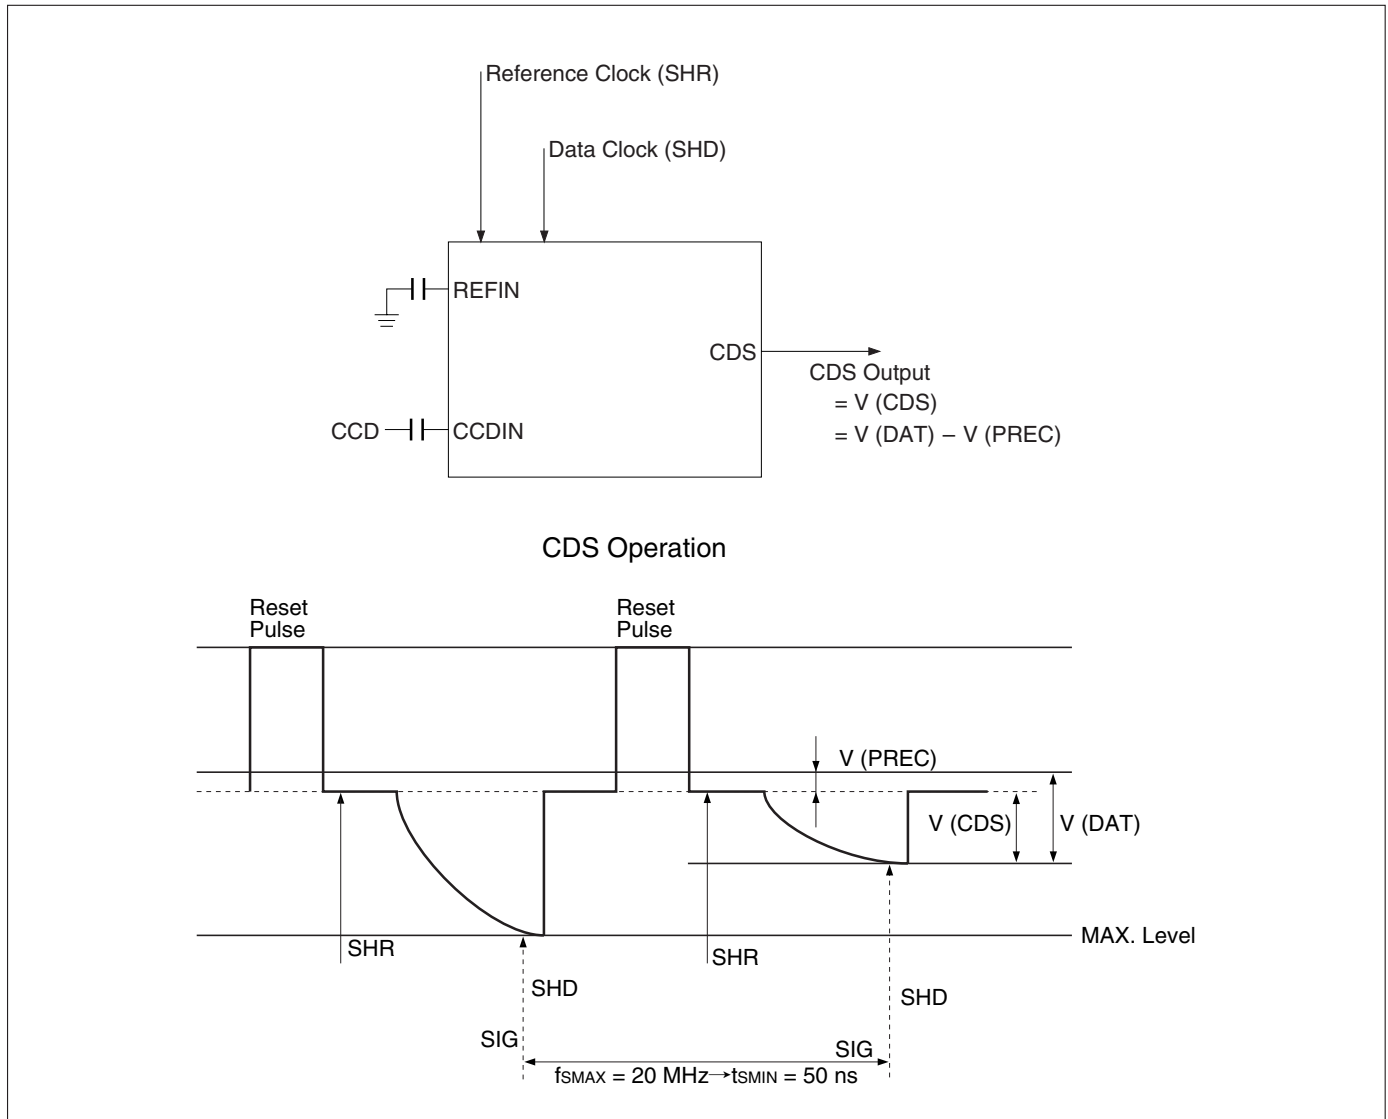 Reference Clock (SHR)
Data Clock (SHD)
REFIN
CDS
CDS Output
= V (CDS)
= V (DAT) – V (PREC)
CCD
CCDIN
CDS Operation
Reset
Pulse
Reset
Pulse
V (PREC)
V (CDS)
V (DAT)
MAX. Level
SHR
SHR
SHD
SHD
SIG
SIG
fSMAX = 20 MHz→tSMIN = 50 ns